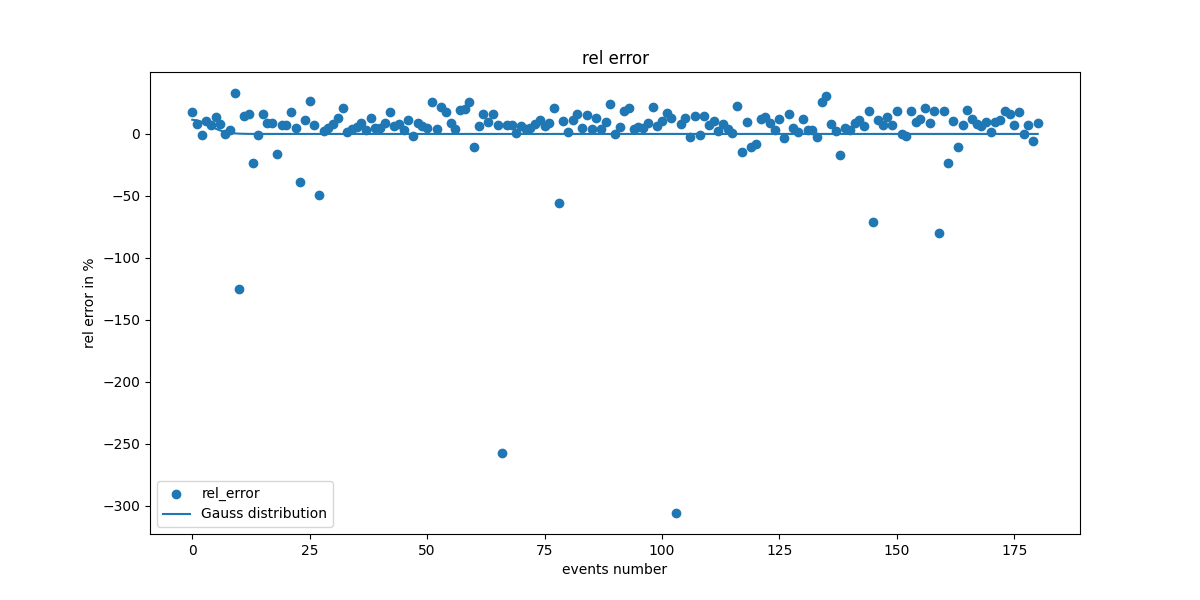 rel error
rel error in %
0
−50
−100
−150
−200
−250
−300
rel_error
Gauss distribution
0 25 50 75 100 125 150 175
events number